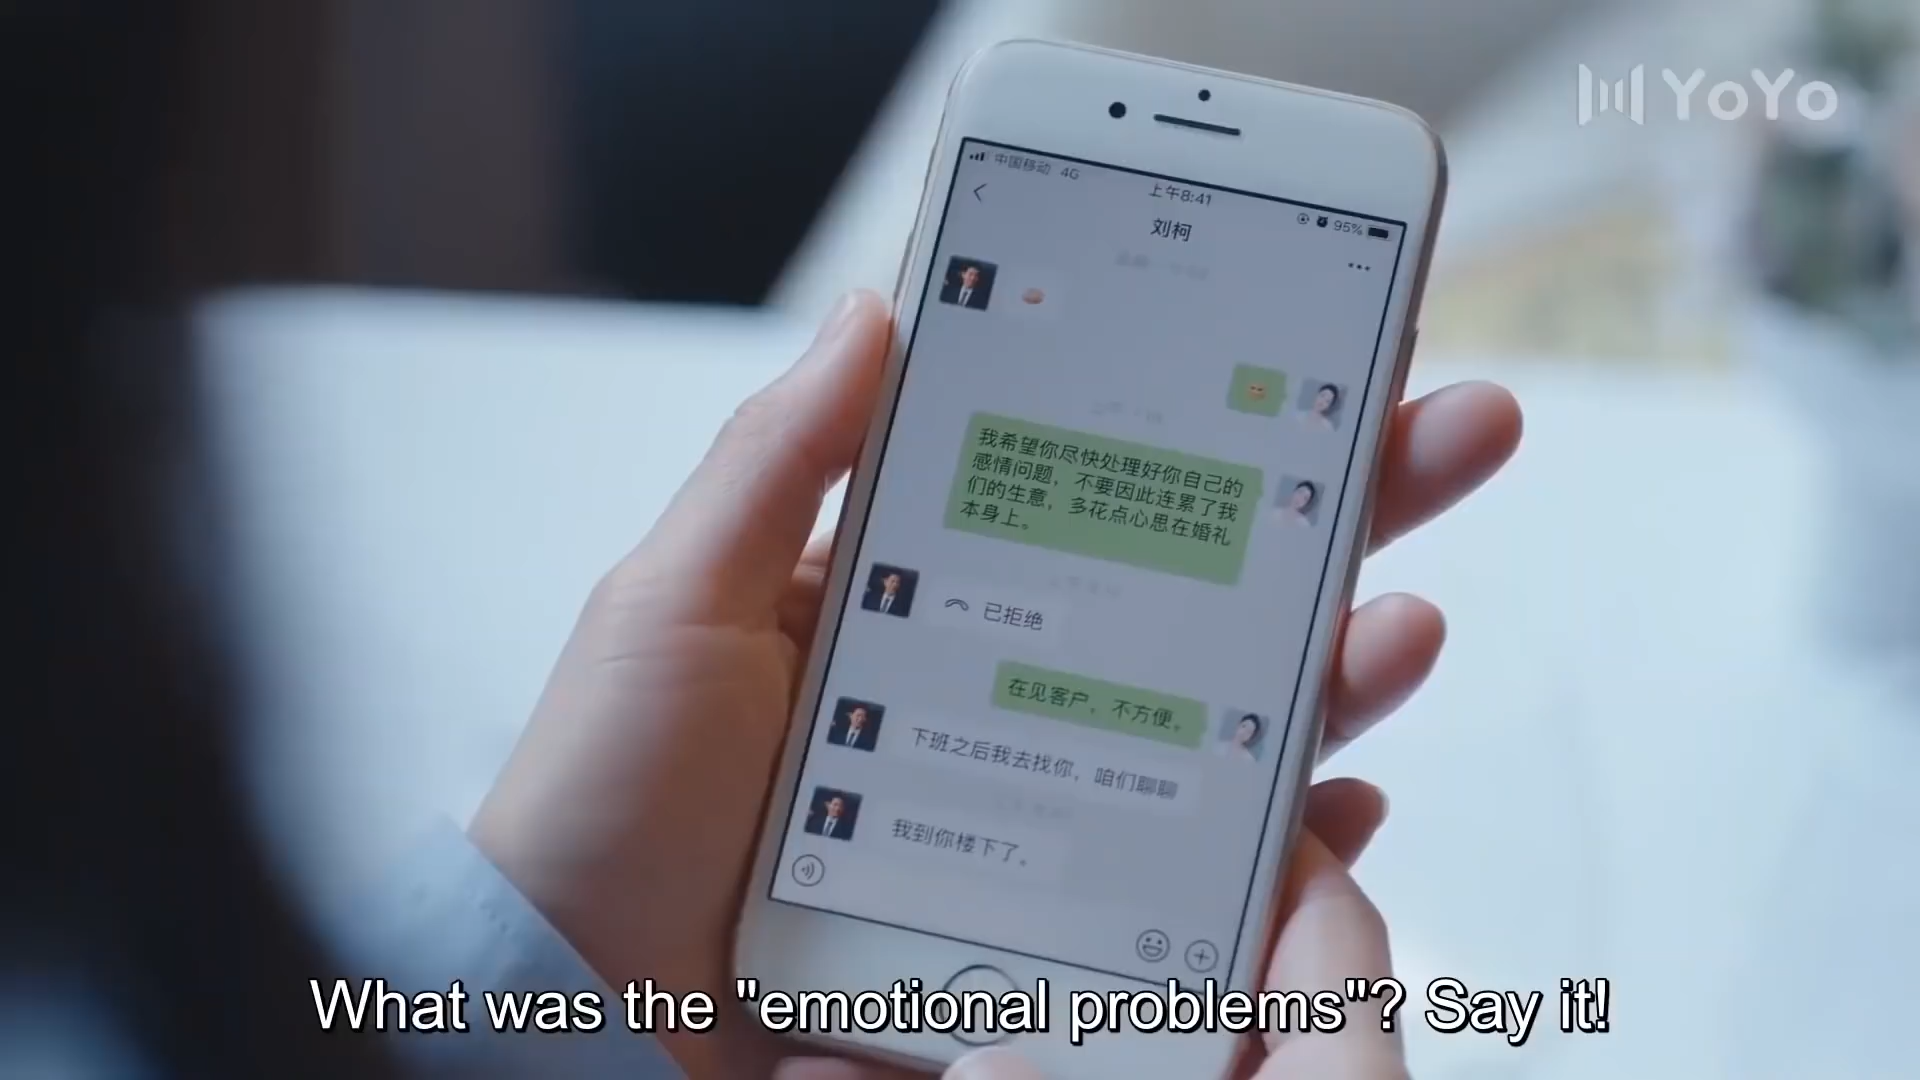 YoYo
中国移动 4G
上午8:41
95%
刘柯
我希望你尽快处理好你自己的
感情问题，不要因此连累了我
们的生意，多花点心思在婚礼
本身上。
已拒绝
在见客户，不方便。
下班之后我去找你，咱们聊聊
我到你楼下了。
What was the "emotional problems"? Say it!